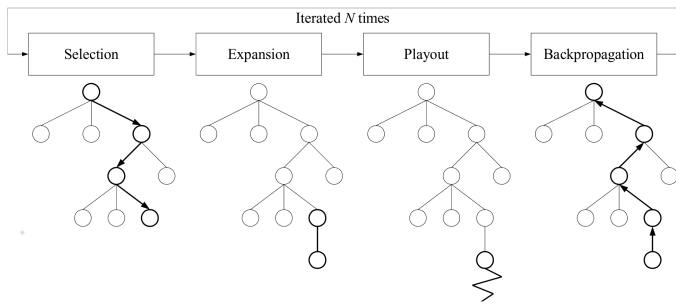 Iterated N times
Selection
Expansion
Playout
Backpropagation